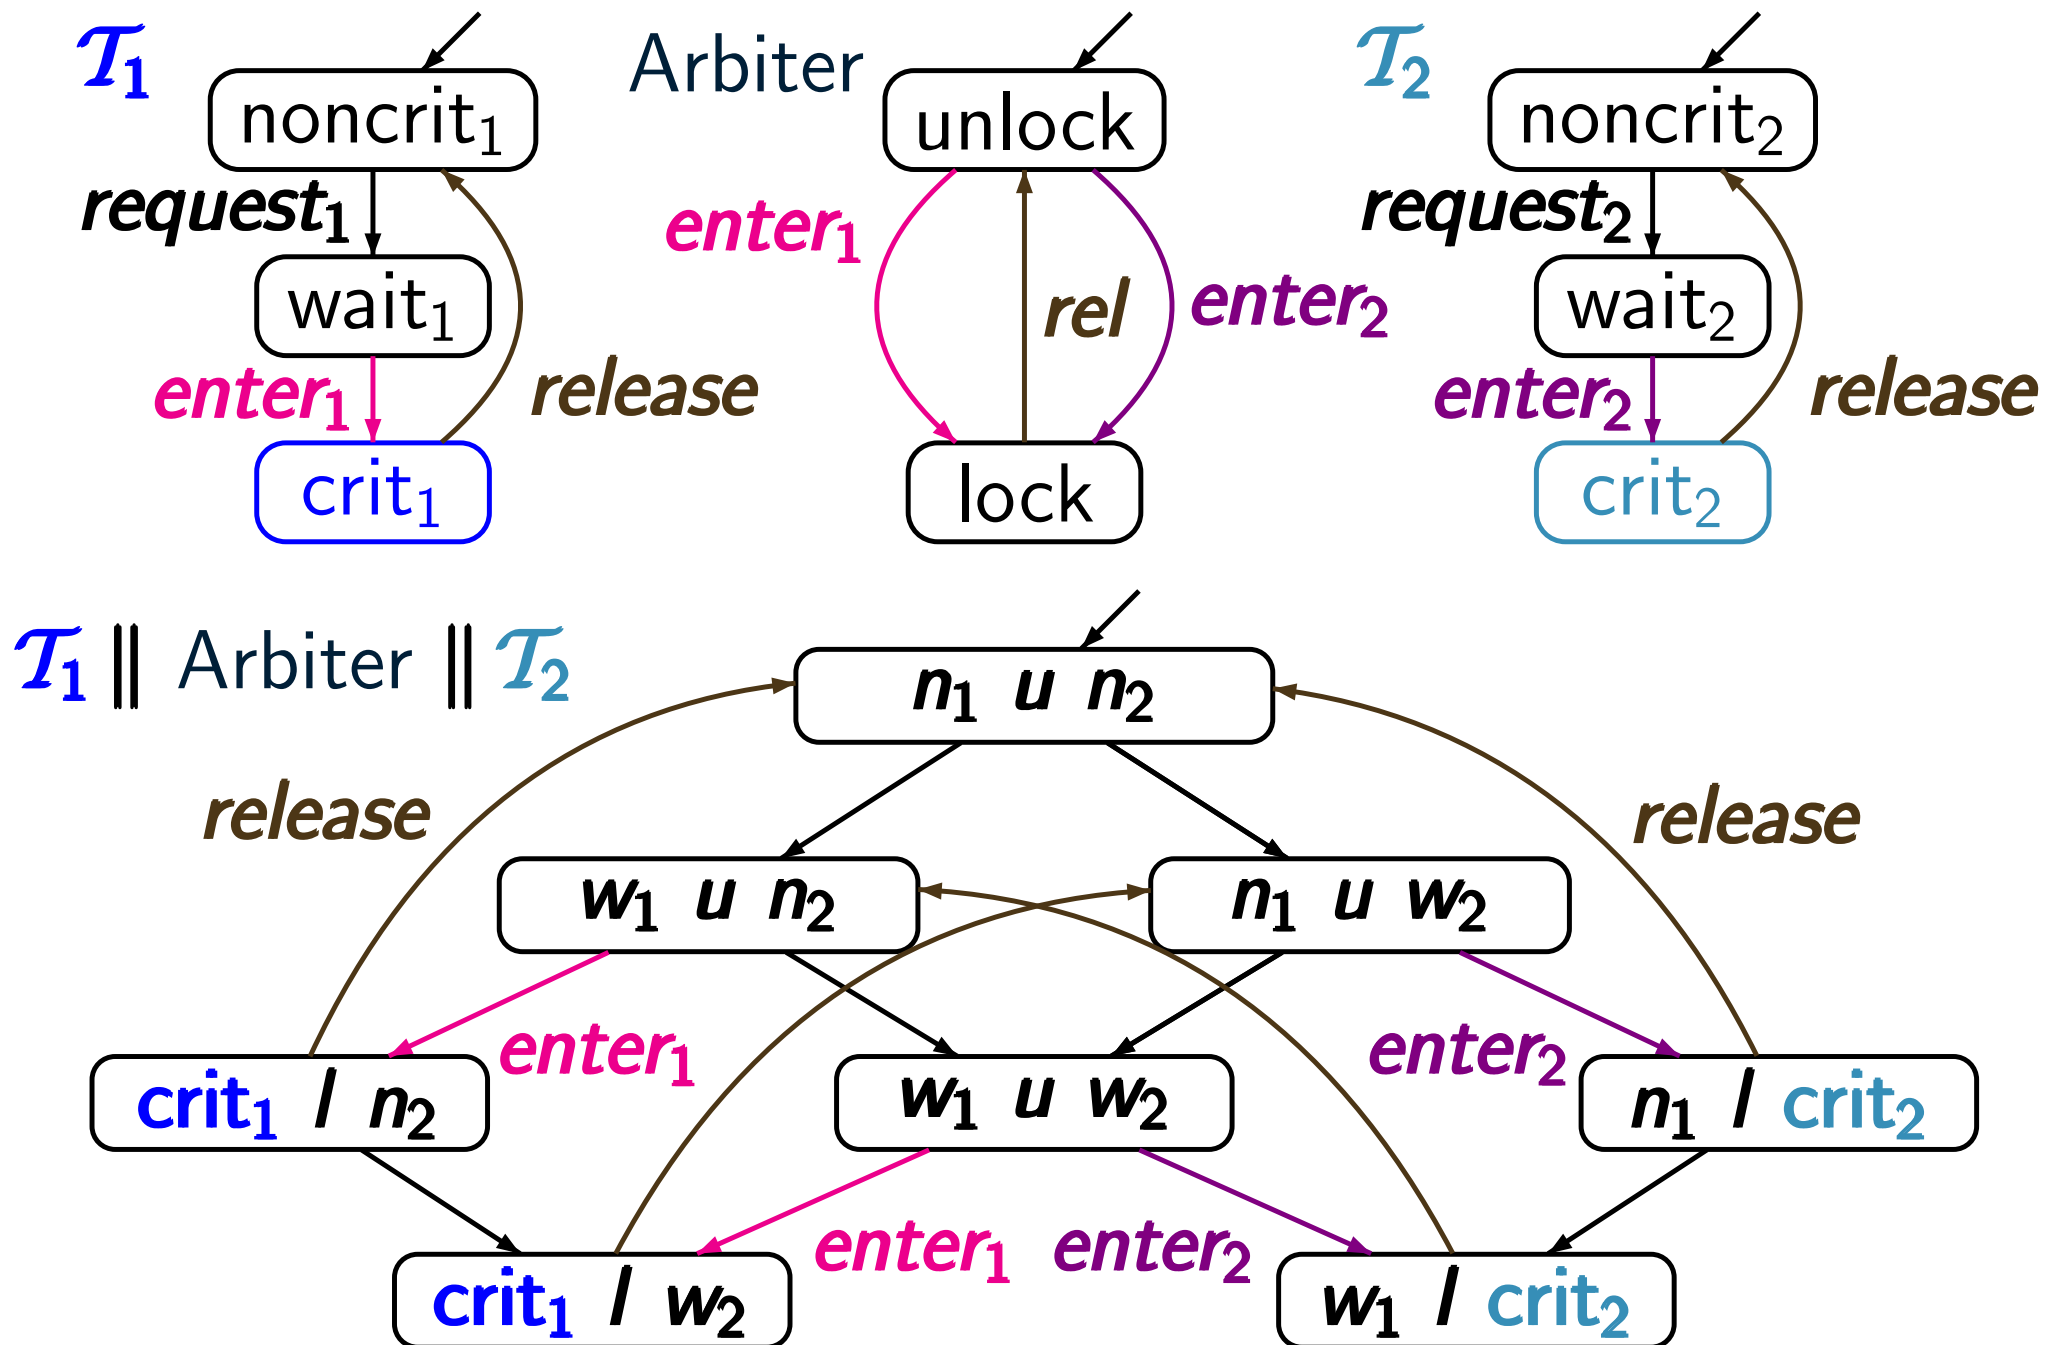 𝒯₁ Arbiter 𝒯₂
noncrit₁ unlock noncrit₂
request₁ enter₁ request₂
wait₁ rel enter₂ wait₂
enter₁ release enter₂ release
crit₁ lock crit₂
𝒯₁ ‖ Arbiter ‖ 𝒯₂
n₁ u n₂
release release
w₁ u n₂ n₁ u w₂
enter₁ enter₂
crit₁ l n₂ w₁ u w₂ n₁ l crit₂
enter₁ enter₂
crit₁ l w₂ w₁ l crit₂